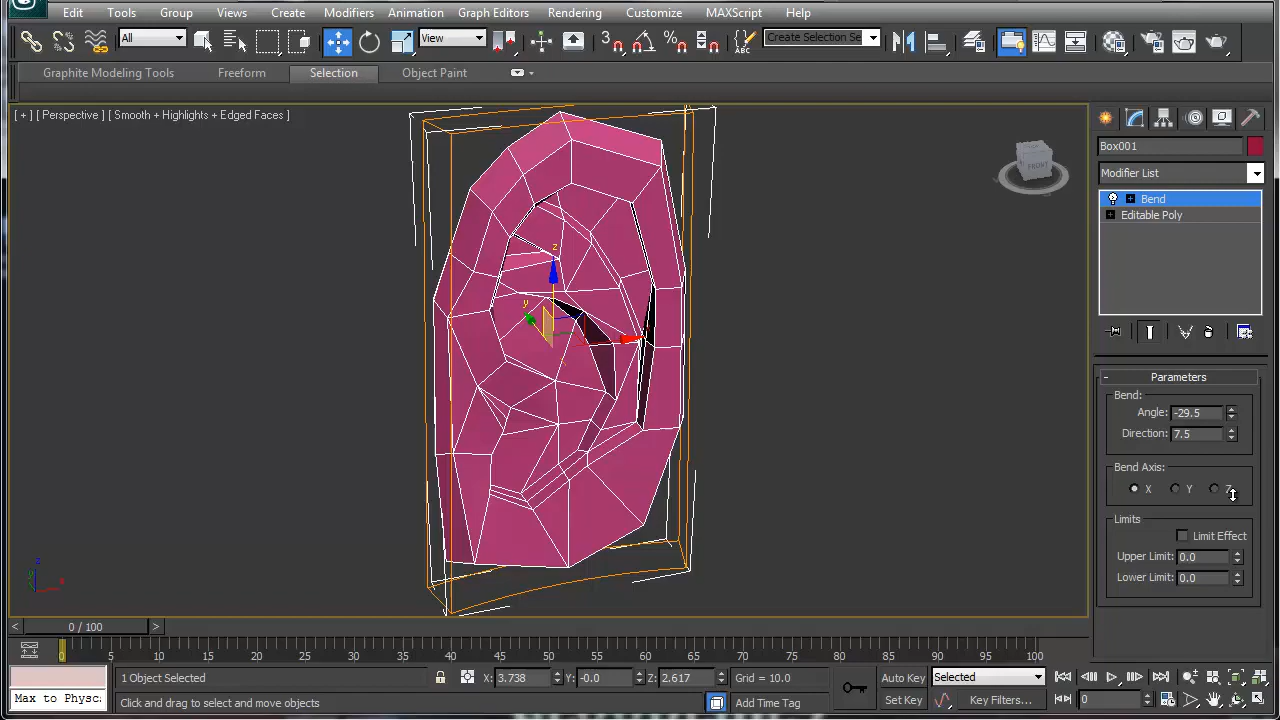 Edit Tools Group Views Create Modifiers Animation Graph Editors Rendering Customize MAXScript Help
All View 3 Create Selection Se
Graphite Modeling Tools Freeform Selection Object Paint
[ + ] [ Perspective ] [ Smooth + Highlights + Edged Faces ]
FRONT
Box001
Modifier List
Bend
Editable Poly
z
y
Parameters
Bend:
Angle: -29.5
Direction: 7.5
Bend Axis:
X Y Z
Limits
Limit Effect
Upper Limit: 0.0
Lower Limit: 0.0
z
x
< 0 / 100 >
0 5 10 15 20 25 30 35 40 45 50 55 60 65 70 75 80 85 90 95 100
1 Object Selected X: 3.738 Y: -0.0 Z: 2.617 Grid = 10.0 Auto Key Selected
Max to Physc Click and drag to select and move objects Add Time Tag Set Key Key Filters... 0